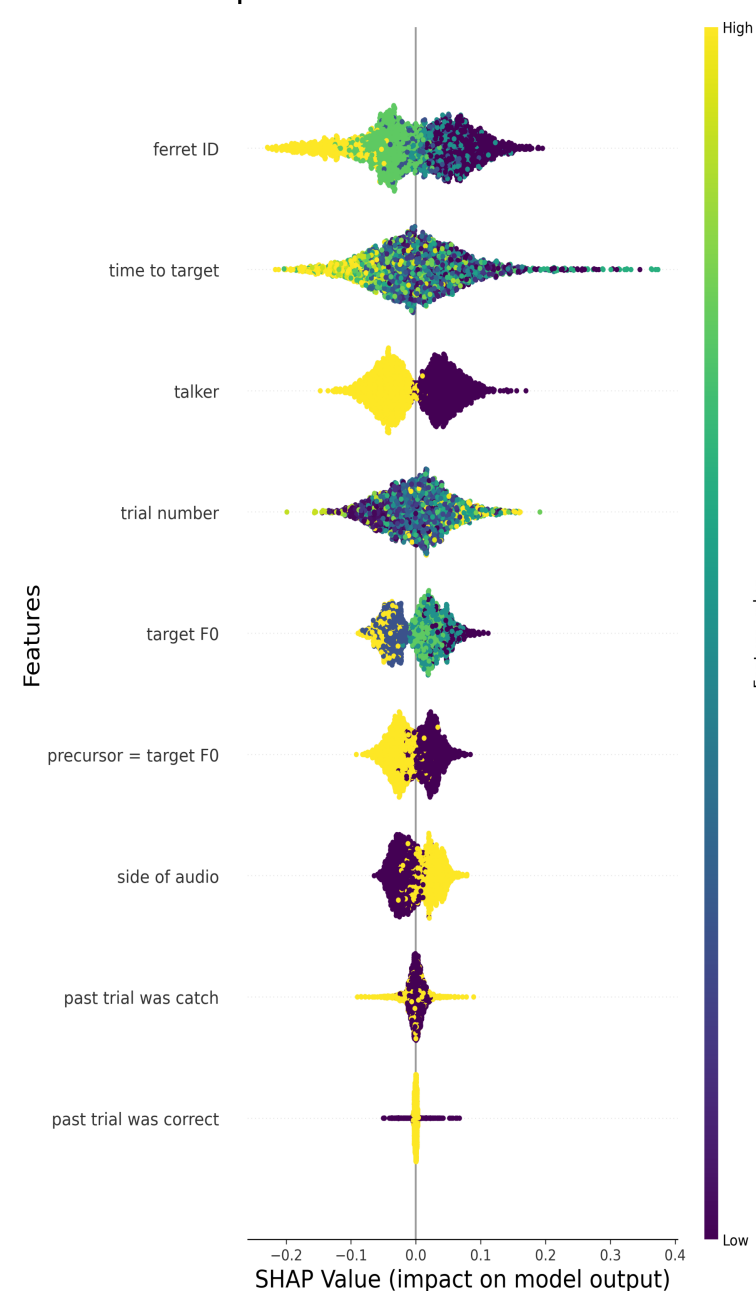 High
ferret ID
time to target
talker
trial number
target F0
precursor = target F0
side of audio
past trial was catch
past trial was correct
Features
Low
−0.2 −0.1 0.0 0.1 0.2 0.3 0.4
SHAP Value (impact on model output)